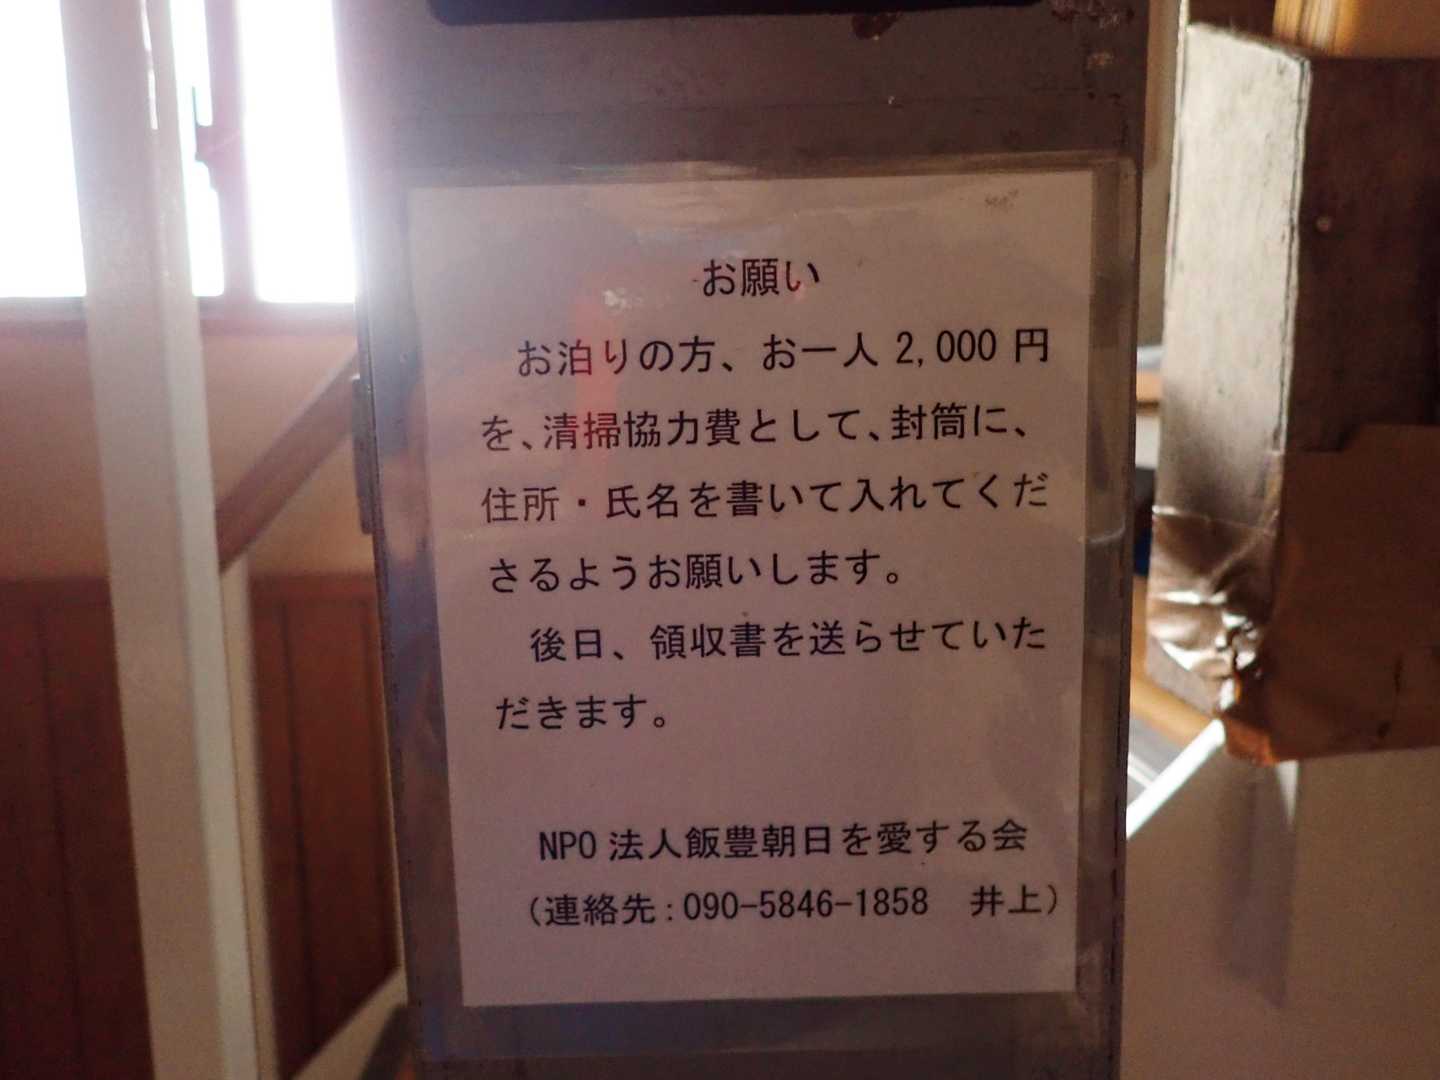 お願い
お泊りの方、お一人 2,000 円
を、清掃協力費として、封筒に、
住所・氏名を書いて入れてくだ
さるようお願いします。
後日、領収書を送らせていた
だきます。
NPO 法人飯豊朝日を愛する会
（連絡先：090-5846-1858　井上）